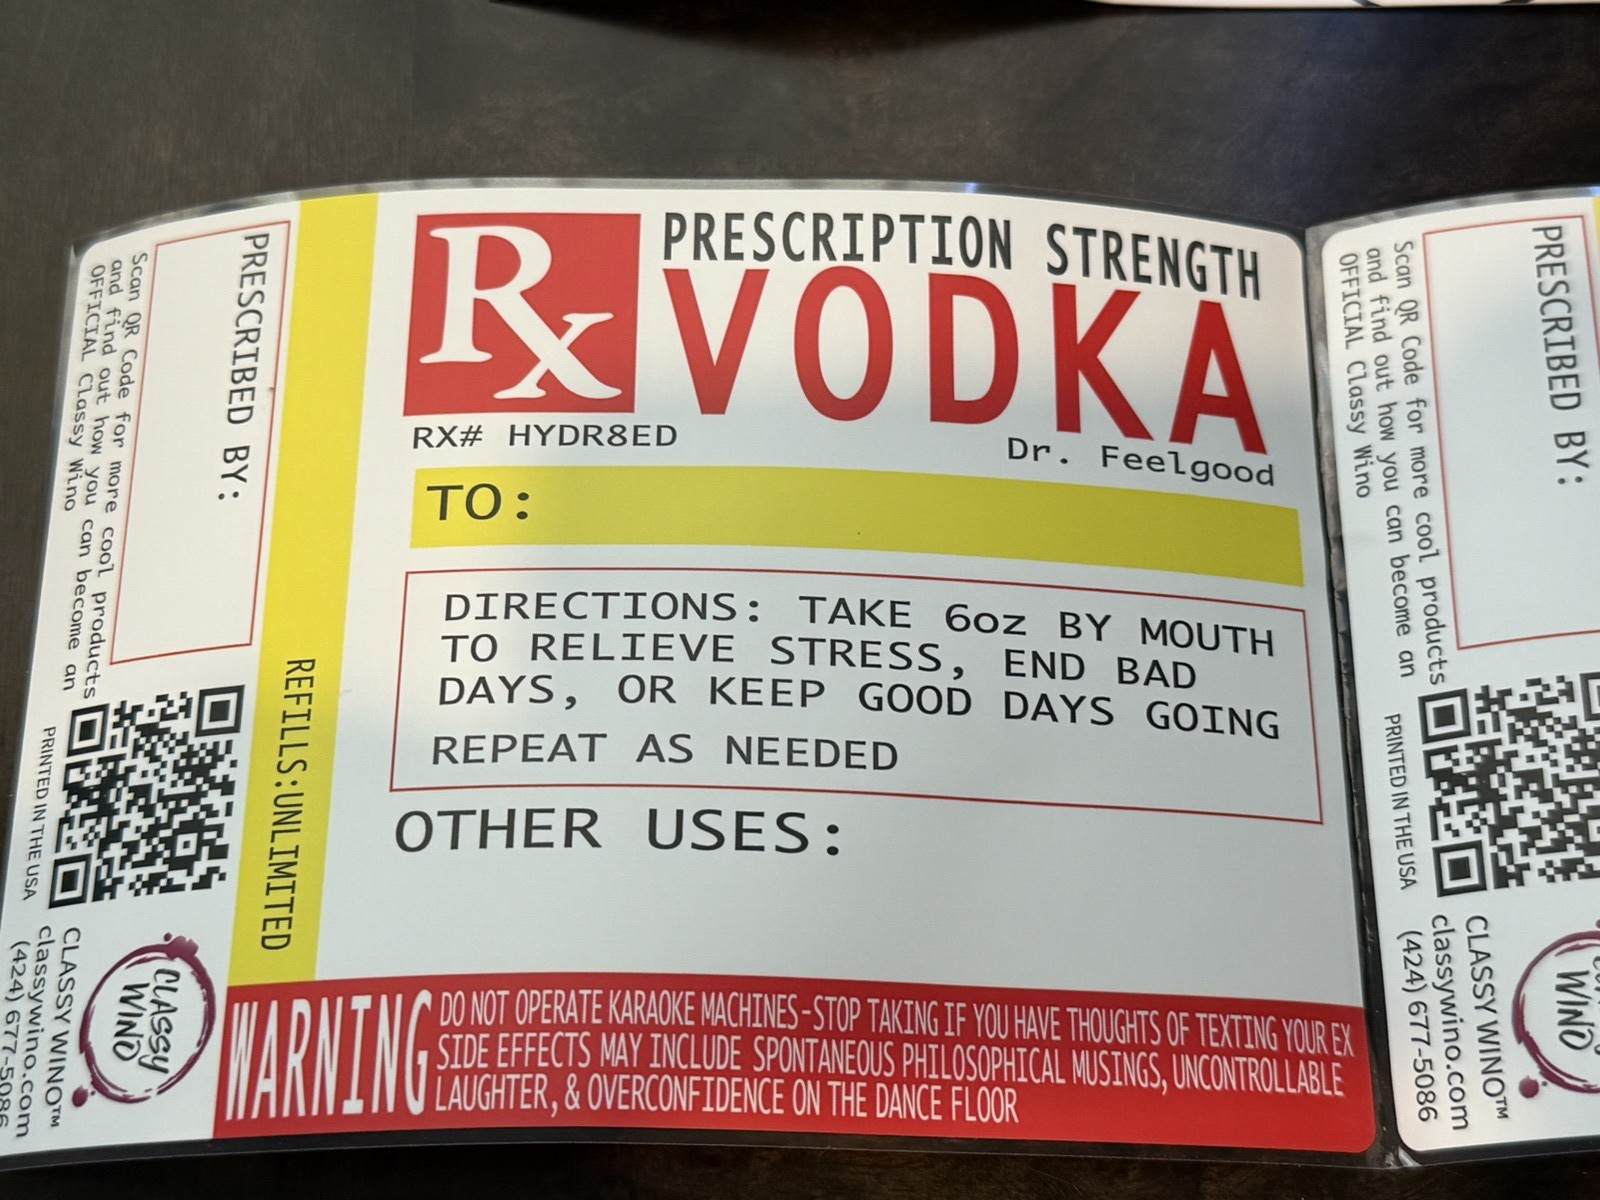 Rx
PRESCRIPTION STRENGTH
VODKA
RX# HYDR8ED
Dr. Feelgood
TO:
DIRECTIONS: TAKE 6oz BY MOUTH
TO RELIEVE STRESS, END BAD
DAYS, OR KEEP GOOD DAYS GOING
REPEAT AS NEEDED
OTHER USES:
WARNING
DO NOT OPERATE KARAOKE MACHINES-STOP TAKING IF YOU HAVE THOUGHTS OF TEXTING YOUR EX
SIDE EFFECTS MAY INCLUDE SPONTANEOUS PHILOSOPHICAL MUSINGS, UNCONTROLLABLE
LAUGHTER, & OVERCONFIDENCE ON THE DANCE FLOOR
REFILLS:UNLIMITED
PRESCRIBED BY:
Scan QR Code for more cool products
and find out how you can become an
OFFICIAL Classy Wino
PRINTED IN THE USA
CLASSY
WINO
CLASSY WINO™
classywino.com
(424) 677-5086
PRESCRIBED BY:
Scan QR Code for more cool products
and find out how you can become an
OFFICIAL Classy Wino
PRINTED IN THE USA
WINO
CLASSY WINO™
classywino.com
(424) 677-5086